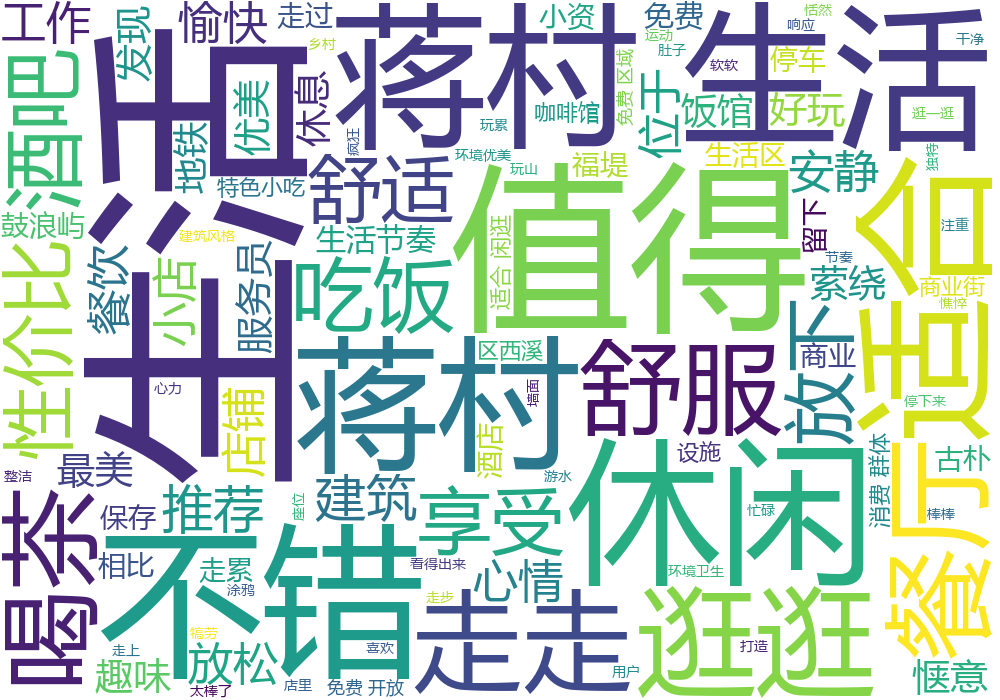 工作
发现
愉快
走过
乡村
蒋村
小资
免费
响应
恬然
生活
酒吧
生活
优美
休息
疯狂
玩累
咖啡馆
免费 区域
运动
肚子
软软
停车
干净
地铁
特色小吃
舒适
环境优美
玩山
福堤
位于
饭馆
好玩
逛一逛
生活区
安静
独特
适合
鼓浪屿
建筑风格
生活节奏
适合 闲逛
值得
留下
注重
性价比
餐饮
小店
服务员
吃饭
节奏
萦绕
商业街
憔悴
蒋村
区西溪
舒服
放下
商业
餐厅
心力
墙面
停下来
店铺
酒店
设施
消费 群体
古朴
最美
整洁
喝茶
保存
推荐
座位
建筑
享受
游水
休闲
忙碌
棒棒
相比
走累
涂鸦
不错
看得出来
心情
环境卫生
走步
走走
逛逛
犒劳
放松
走上
趣味
太棒了
店里
喜欢
免费 开放
用户
打造
惬意